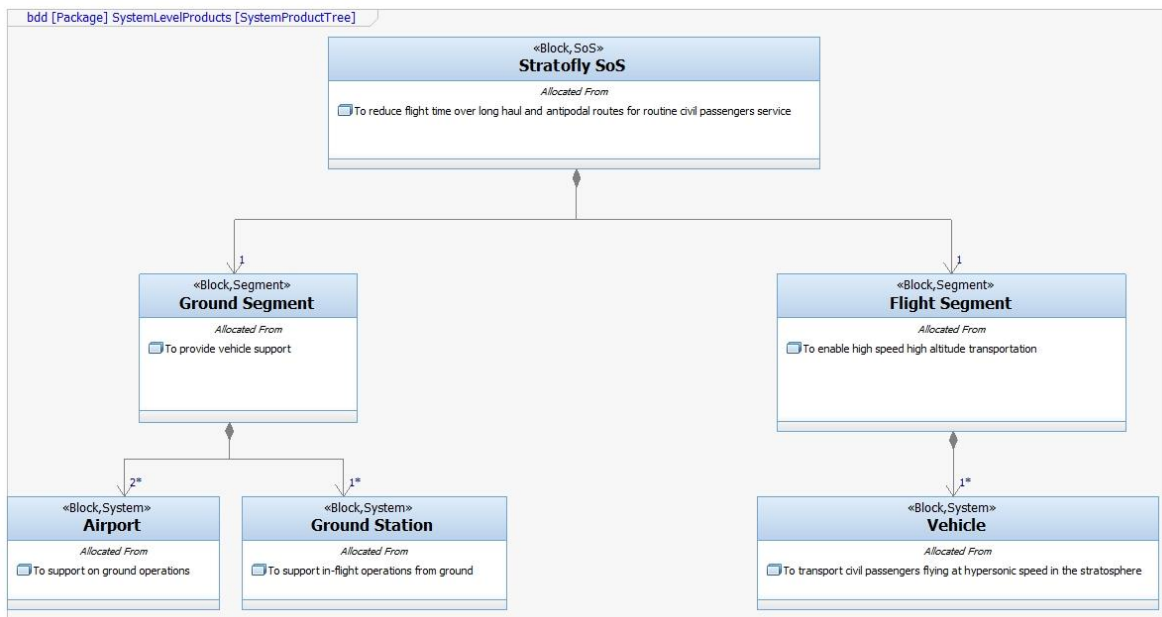 bdd [Package] SystemLevelProducts [SystemProductTree]
«Block,SoS»
Stratofly SoS
Allocated From
To reduce flight time over long haul and antipodal routes for routine civil passengers service
1
1
«Block,Segment»
Ground Segment
Allocated From
To provide vehicle support
«Block,Segment»
Flight Segment
Allocated From
To enable high speed high altitude transportation
2*
1*
1*
«Block,System»
Airport
Allocated From
To support on ground operations
«Block,System»
Ground Station
Allocated From
To support in-flight operations from ground
«Block,System»
Vehicle
Allocated From
To transport civil passengers flying at hypersonic speed in the stratosphere